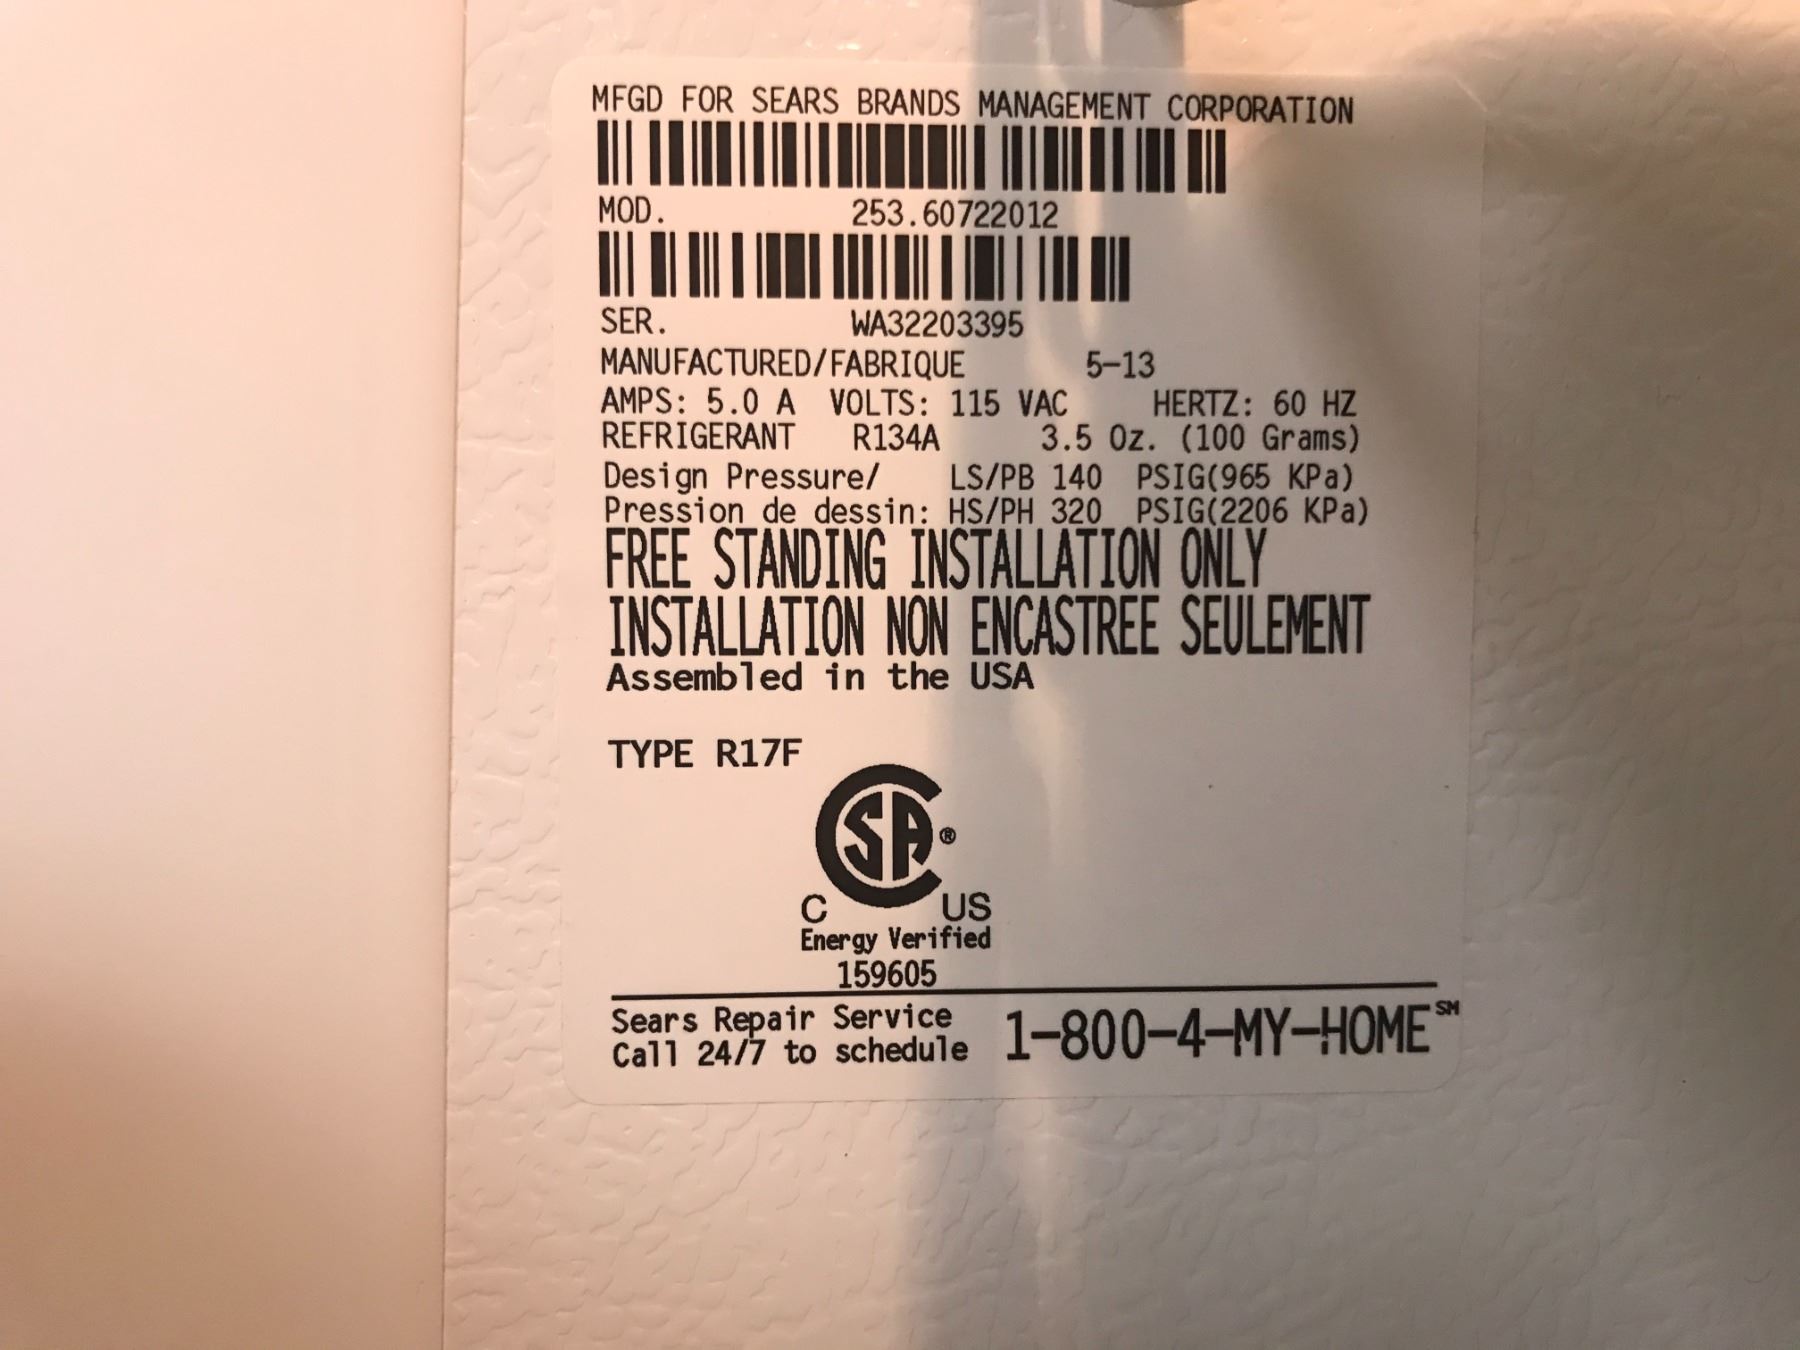 MFGD FOR SEARS BRANDS MANAGEMENT CORPORATION
MOD. 253.60722012
SER. WA32203395
MANUFACTURED/FABRIQUE 5-13
AMPS: 5.0 A VOLTS: 115 VAC HERTZ: 60 HZ
REFRIGERANT R134A 3.5 Oz. (100 Grams)
Design Pressure/ LS/PB 140 PSIG(965 KPa)
Pression de dessin: HS/PH 320 PSIG(2206 KPa)
FREE STANDING INSTALLATION ONLY
INSTALLATION NON ENCASTREE SEULEMENT
Assembled in the USA
TYPE R17F
CSA®
C US
Energy Verified
159605
Sears Repair Service
Call 24/7 to schedule
1-800-4-MY-HOME℠